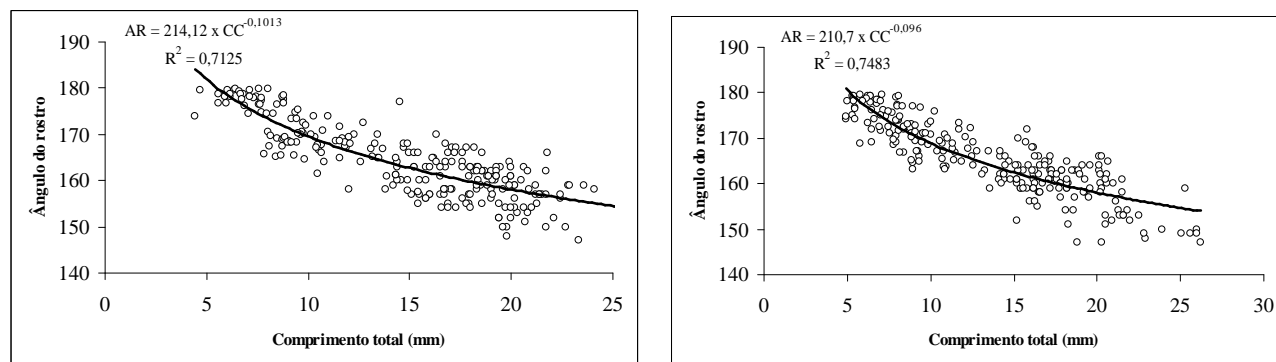 AR = 214,12 x CC^-0,1013
R² = 0,7125
190
180
170
160
150
140
0 5 10 15 20 25
Ângulo do rostro
Comprimento total (mm)
AR = 210,7 x CC^-0,096
R² = 0,7483
190
180
170
160
150
140
0 5 10 15 20 25 30
Ângulo do rostro
Comprimento total (mm)